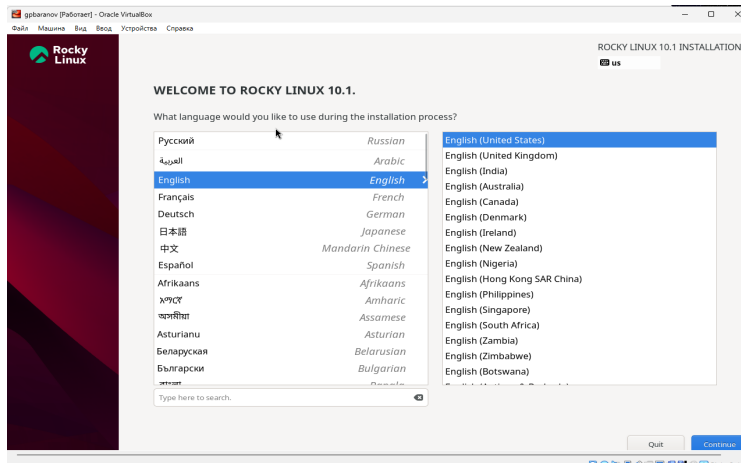 gpbaranov [Работает] - Oracle VirtualBox
Файл Машина Вид Ввод Устройства Справка
Rocky Linux
ROCKY LINUX 10.1 INSTALLATION
us
WELCOME TO ROCKY LINUX 10.1.
What language would you like to use during the installation process?
Русский Russian
العربية Arabic
English English
Français French
Deutsch German
日本語 Japanese
中文 Mandarin Chinese
Español Spanish
Afrikaans Afrikaans
አማርኛ Amharic
অসমীয়া Assamese
Asturianu Asturian
Беларуская Belarusian
Български Bulgarian
English (United States)
English (United Kingdom)
English (India)
English (Australia)
English (Canada)
English (Denmark)
English (Ireland)
English (New Zealand)
English (Nigeria)
English (Hong Kong SAR China)
English (Philippines)
English (Singapore)
English (South Africa)
English (Zambia)
English (Zimbabwe)
English (Botswana)
Type here to search.
Quit
Continue